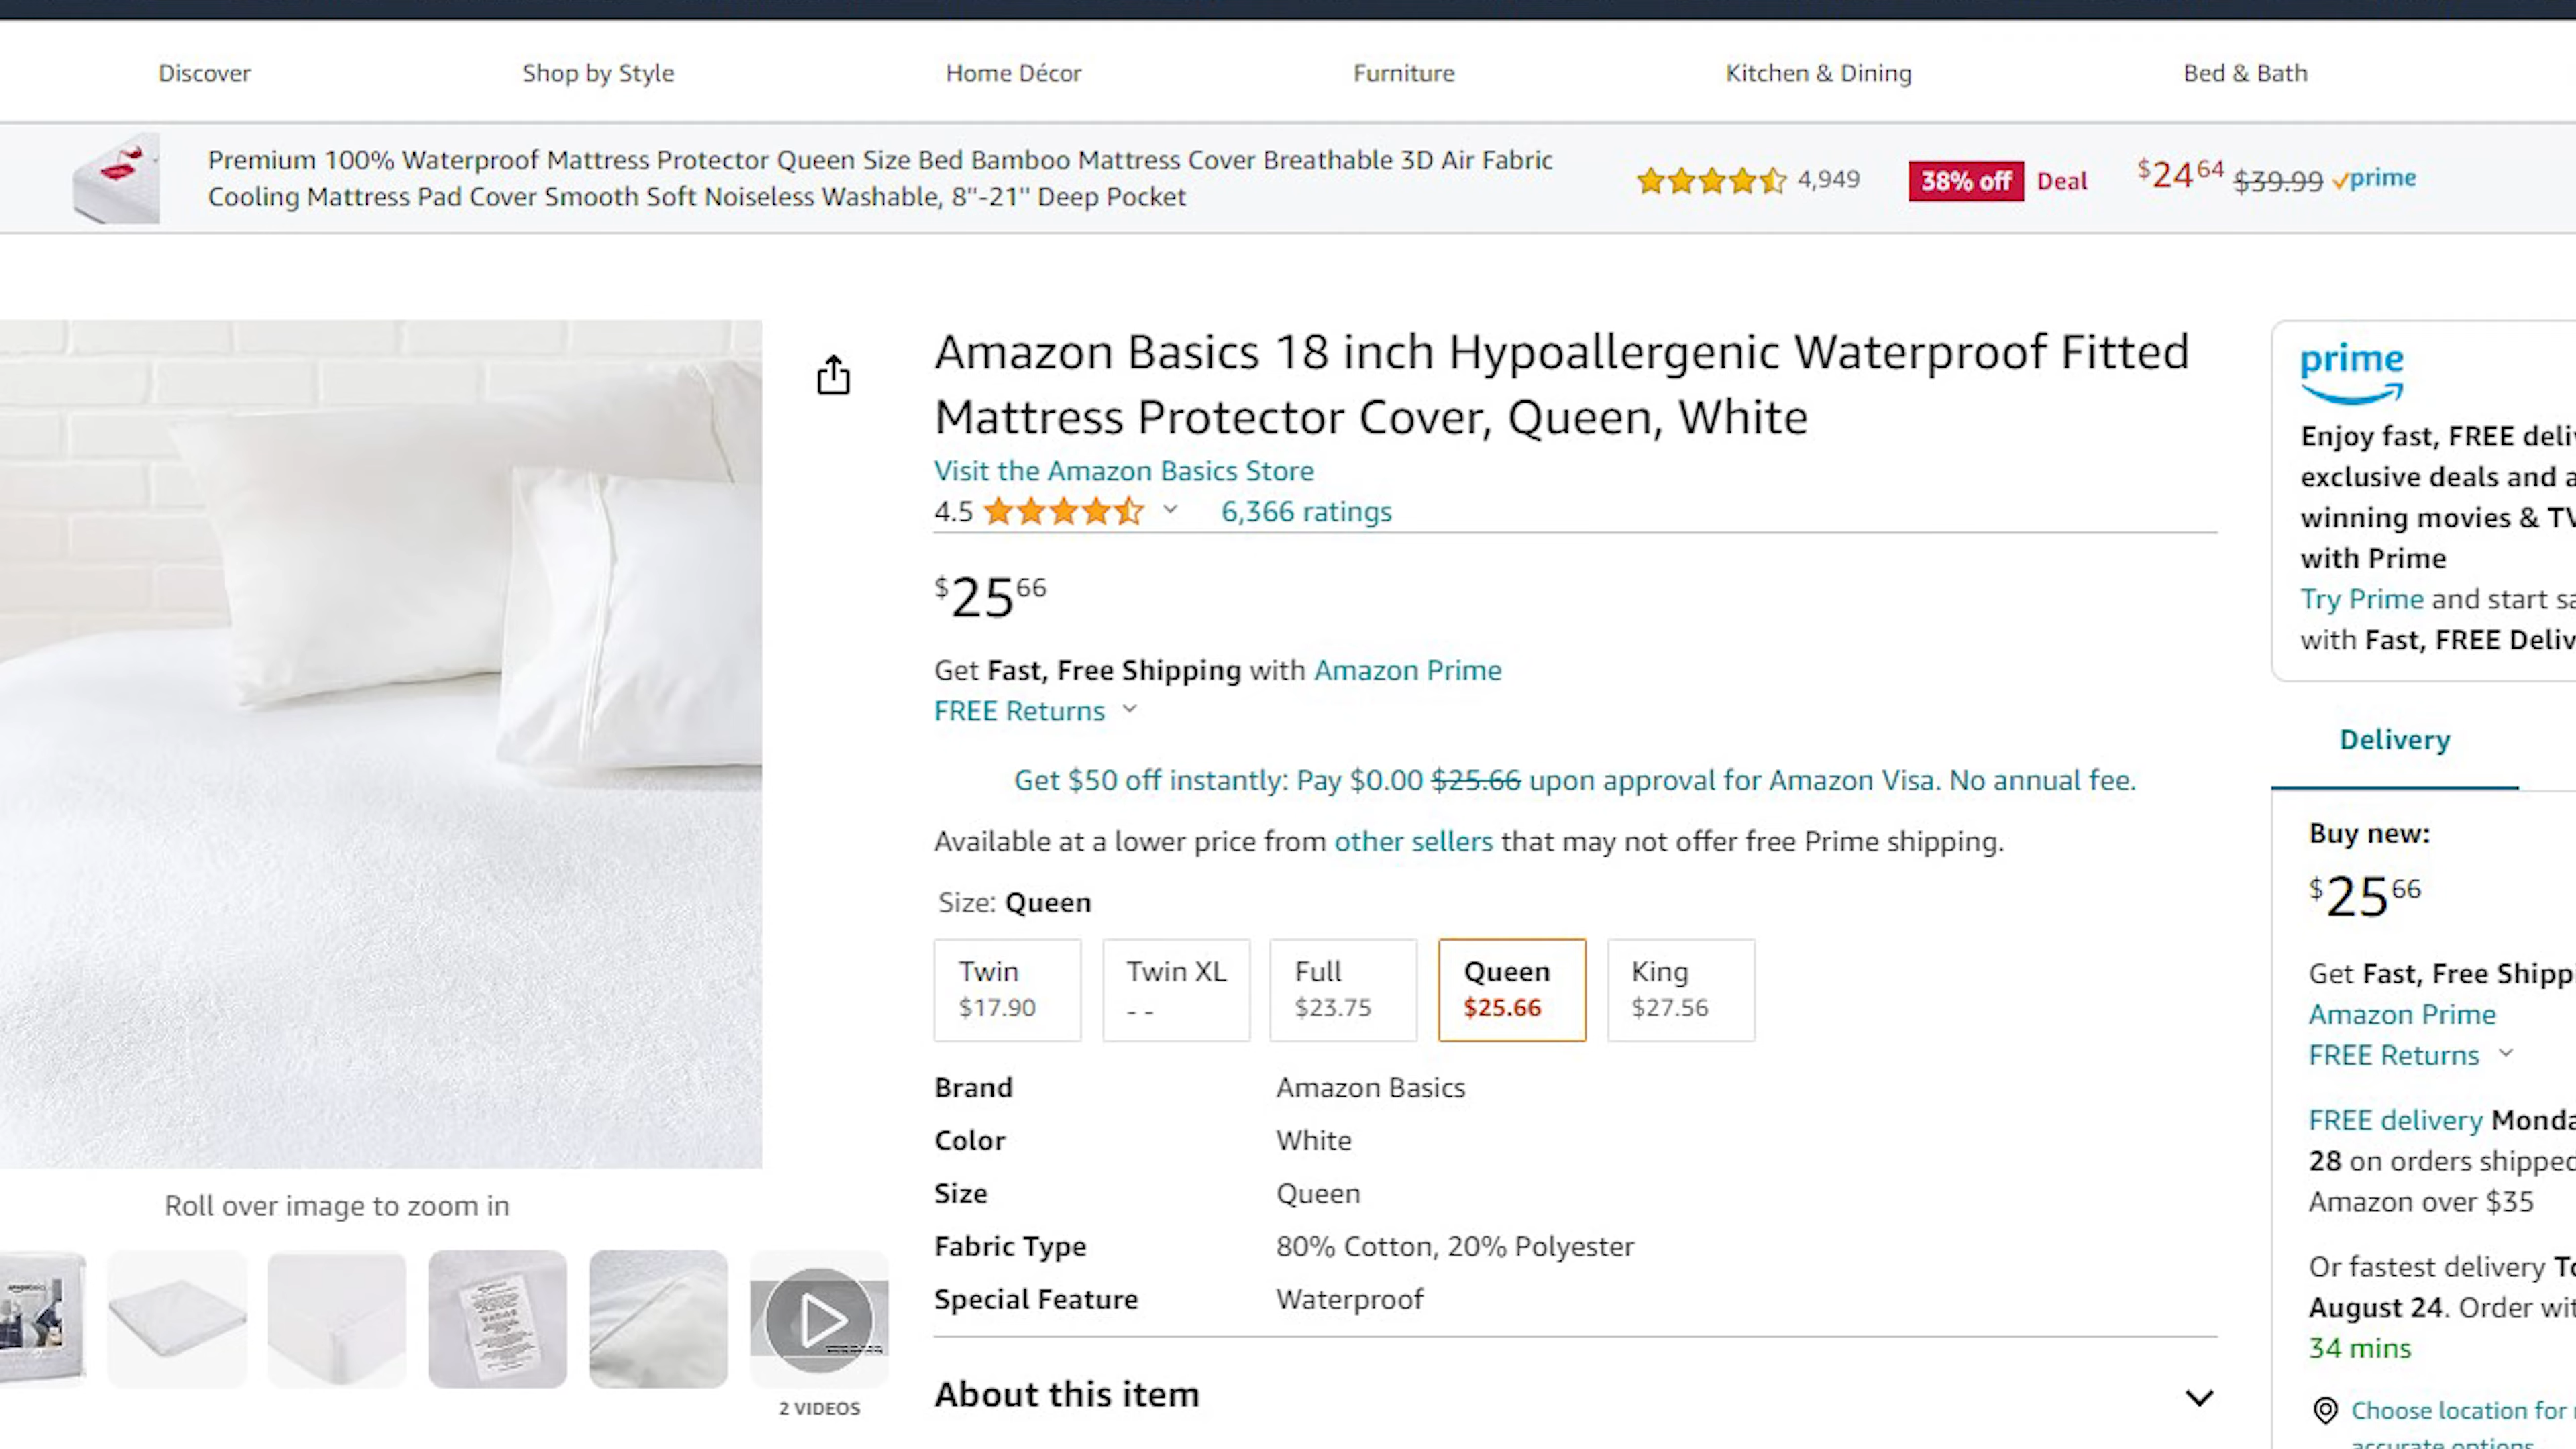 Discover
Shop by Style
Home Décor
Furniture
Kitchen & Dining
Bed & Bath
Premium 100% Waterproof Mattress Protector Queen Size Bed Bamboo Mattress Cover Breathable 3D Air Fabric
Cooling Mattress Pad Cover Smooth Soft Noiseless Washable, 8"-21" Deep Pocket
4,949
38% off
Deal
$24.64 $39.99 prime
Amazon Basics 18 inch Hypoallergenic Waterproof Fitted
Mattress Protector Cover, Queen, White
Visit the Amazon Basics Store
4.5
6,366 ratings
$25.66
Get Fast, Free Shipping with Amazon Prime
FREE Returns
Get $50 off instantly: Pay $0.00 $25.66 upon approval for Amazon Visa. No annual fee.
Available at a lower price from other sellers that may not offer free Prime shipping.
Size: Queen
Twin
$17.90
Twin XL
- -
Full
$23.75
Queen
$25.66
King
$27.56
Brand Amazon Basics
Color White
Size Queen
Fabric Type 80% Cotton, 20% Polyester
Special Feature Waterproof
About this item
Roll over image to zoom in
2 VIDEOS
prime
Enjoy fast, FREE
exclusive deals and
winning movies &
with Prime
Try Prime and start
with Fast, FREE
Delivery
Buy new:
$25.66
Get Fast, Free
Amazon Prime
FREE Returns
FREE delivery
28 on orders shipped
Amazon over $35
Or fastest delivery
August 24. Order
34 mins
Choose location for